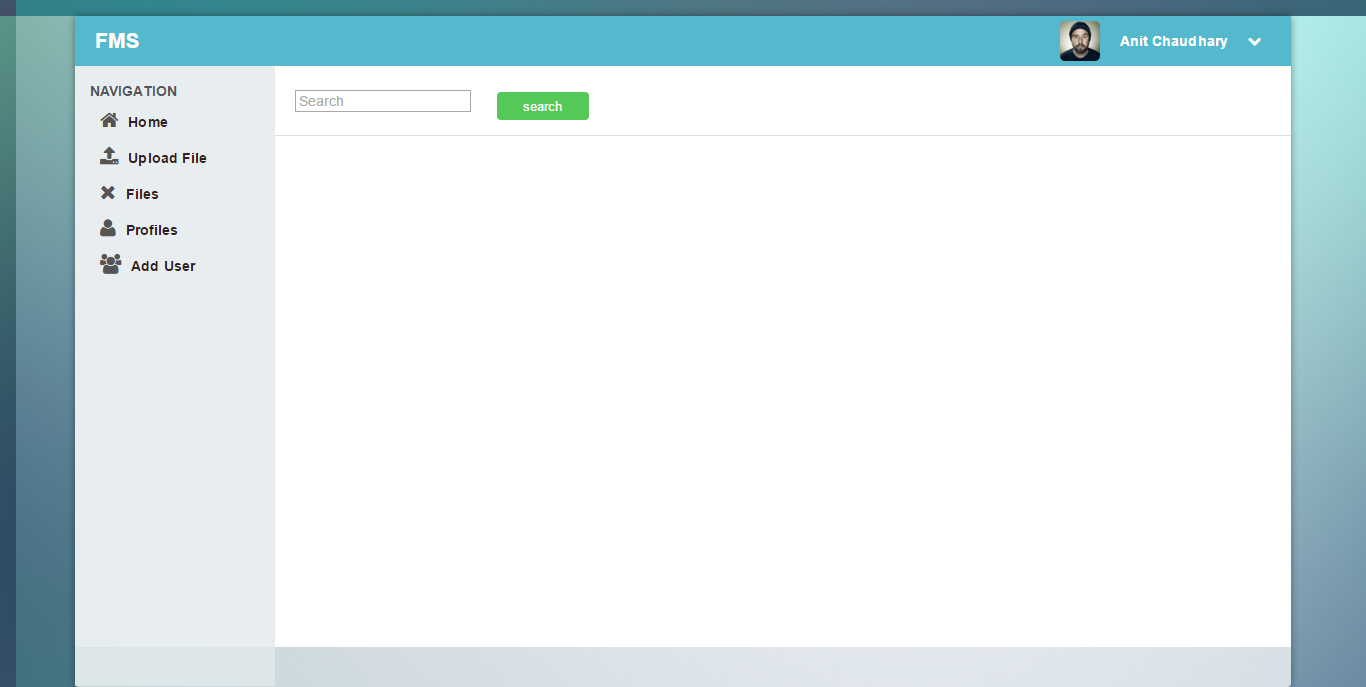 FMS
Anit Chaudhary
NAVIGATION
Home
Upload File
Files
Profiles
Add User
Search
search